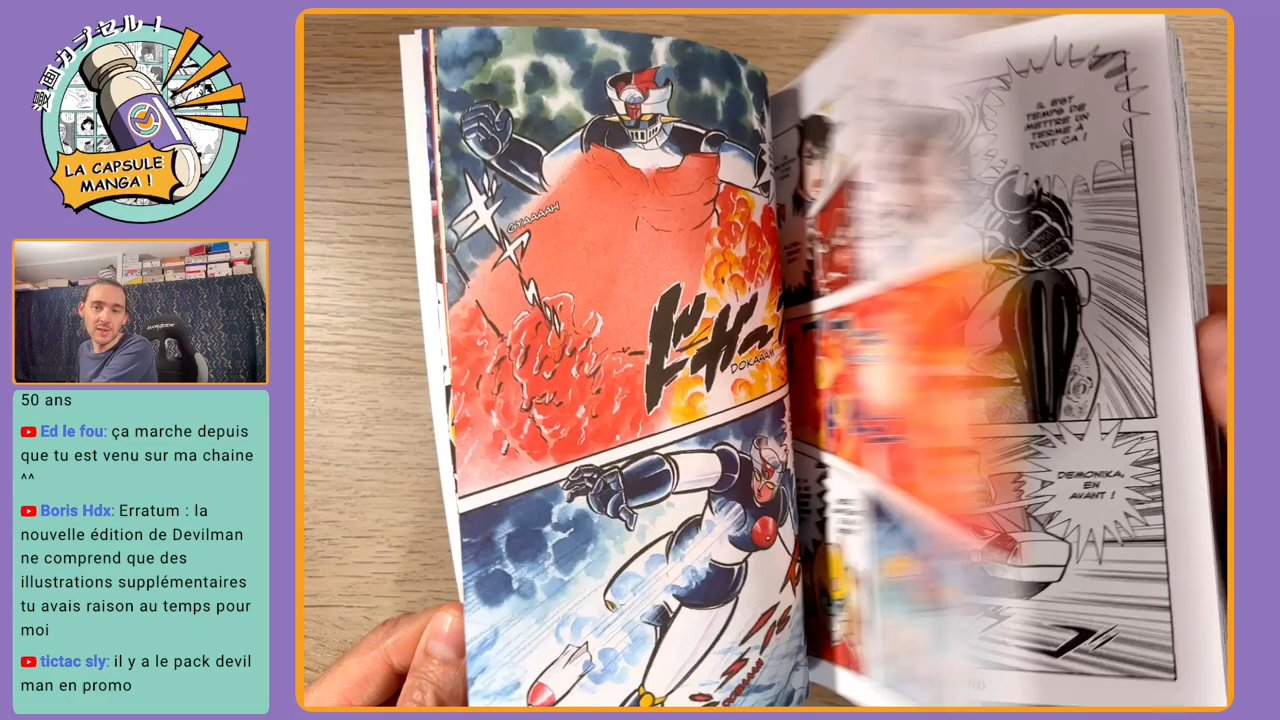 漫画カプセル！
LA CAPSULE
MANGA !
50 ans
Ed le fou: ça marche depuis
que tu est venu sur ma chaine
^^
Boris Hdx: Erratum : la
nouvelle édition de Devilman
ne comprend que des
illustrations supplémentaires
tu avais raison au temps pour
moi
tictac sly: il y a le pack devil
man en promo
GYAAAAH
DOKAAAM
IL EST
TEMPS DE
METTRE UN
TERME À
TOUT ÇA !
DEMONIKA,
EN
AVANT !